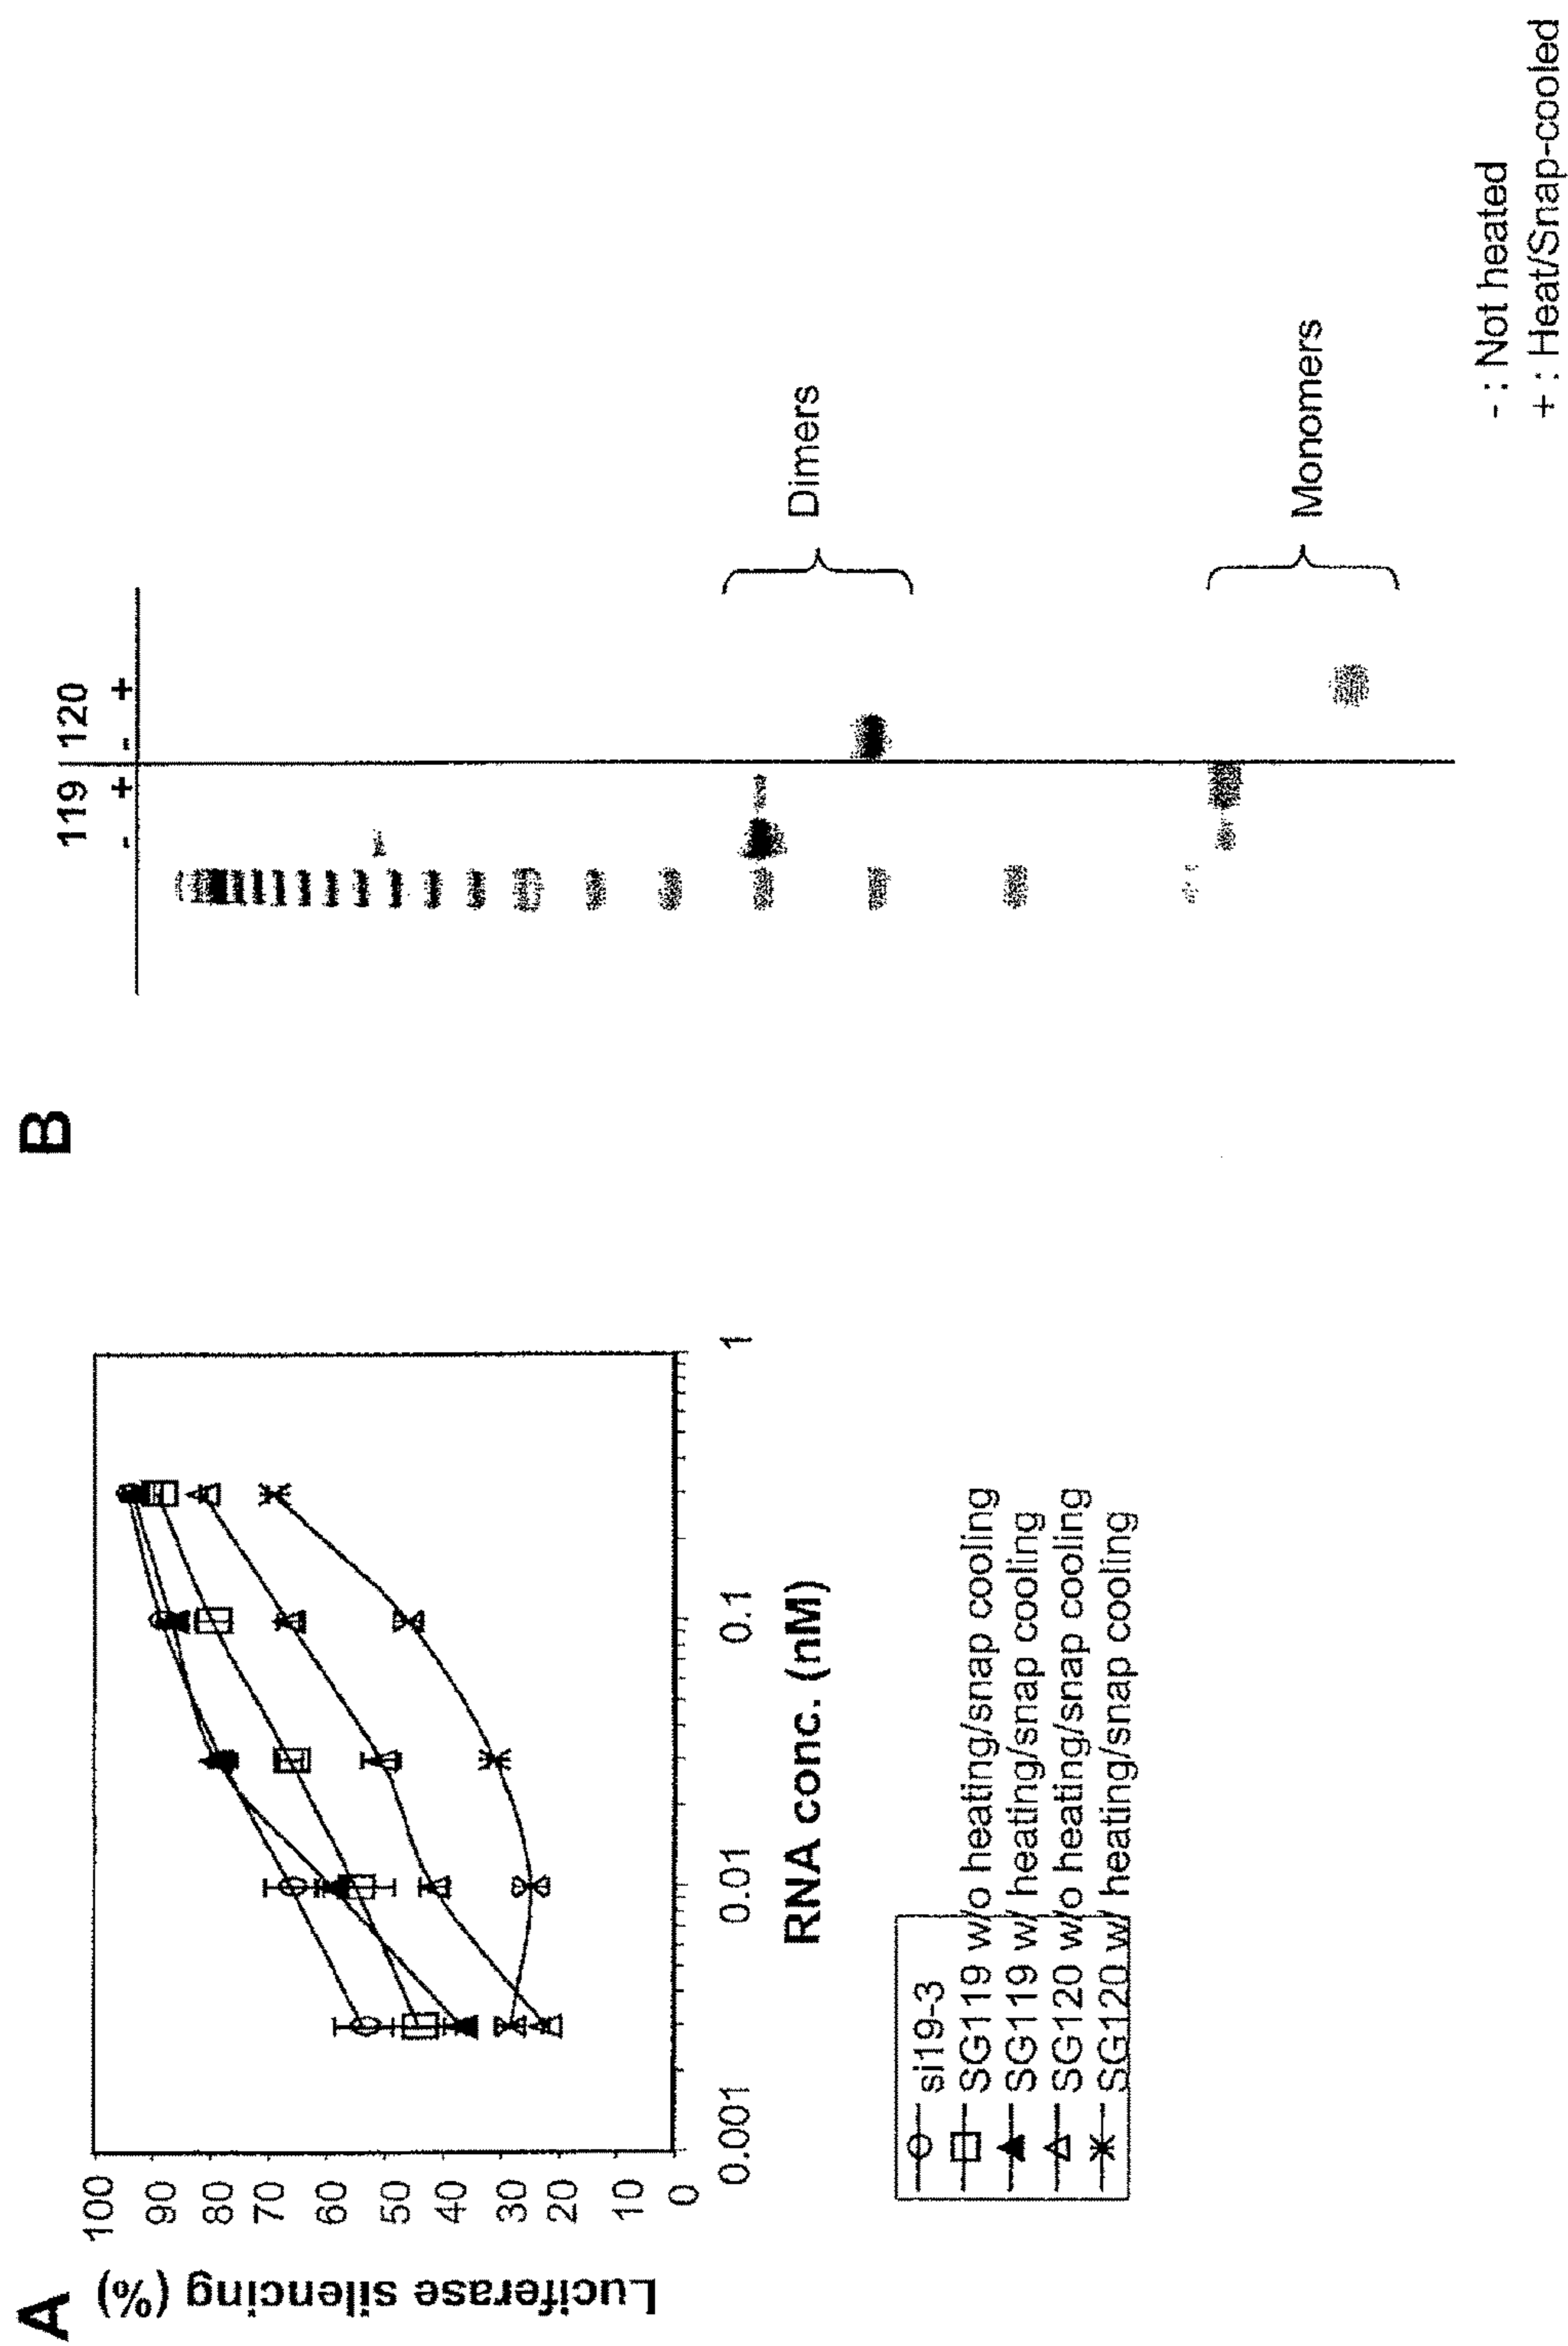 A
Luciferase silencing (%)
100
90
80
70
60
50
40
30
20
10
0
0.001
0.01
0.1
1
RNA conc. (nM)
si19-3
SG119 w/o heating/snap cooling
SG119 w/ heating/snap cooling
SG120 w/o heating/snap cooling
SG120 w/ heating/snap cooling
B
119 | 120
- + - +
Dimers
Monomers
- : Not heated
+ : Heat/Snap-cooled